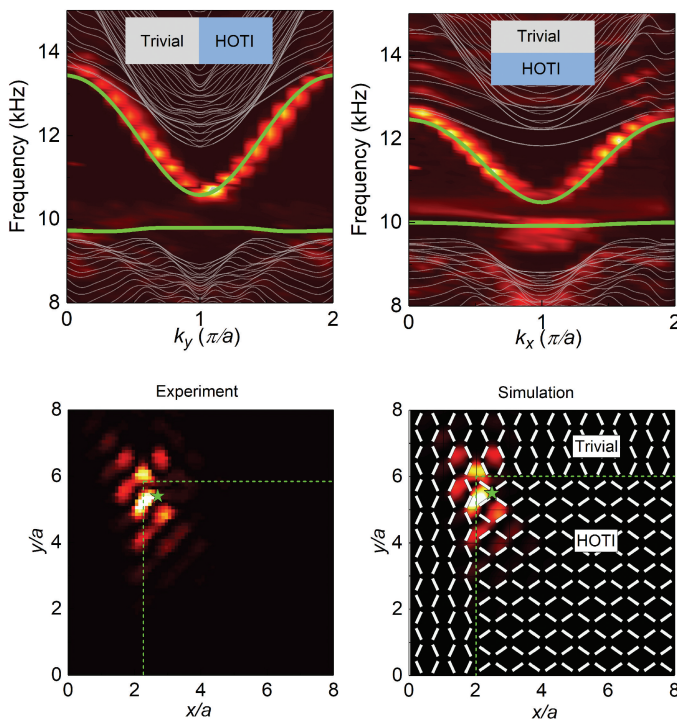 Trivial
HOTI
Frequency (kHz)
14
12
10
8
0
1
2
k_y (π/a)
Trivial
HOTI
Frequency (kHz)
14
12
10
8
0
1
2
k_x (π/a)
Experiment
y/a
8
6
4
2
0
0
2
4
6
8
x/a
Simulation
Trivial
HOTI
y/a
8
6
4
2
0
0
2
4
6
8
x/a